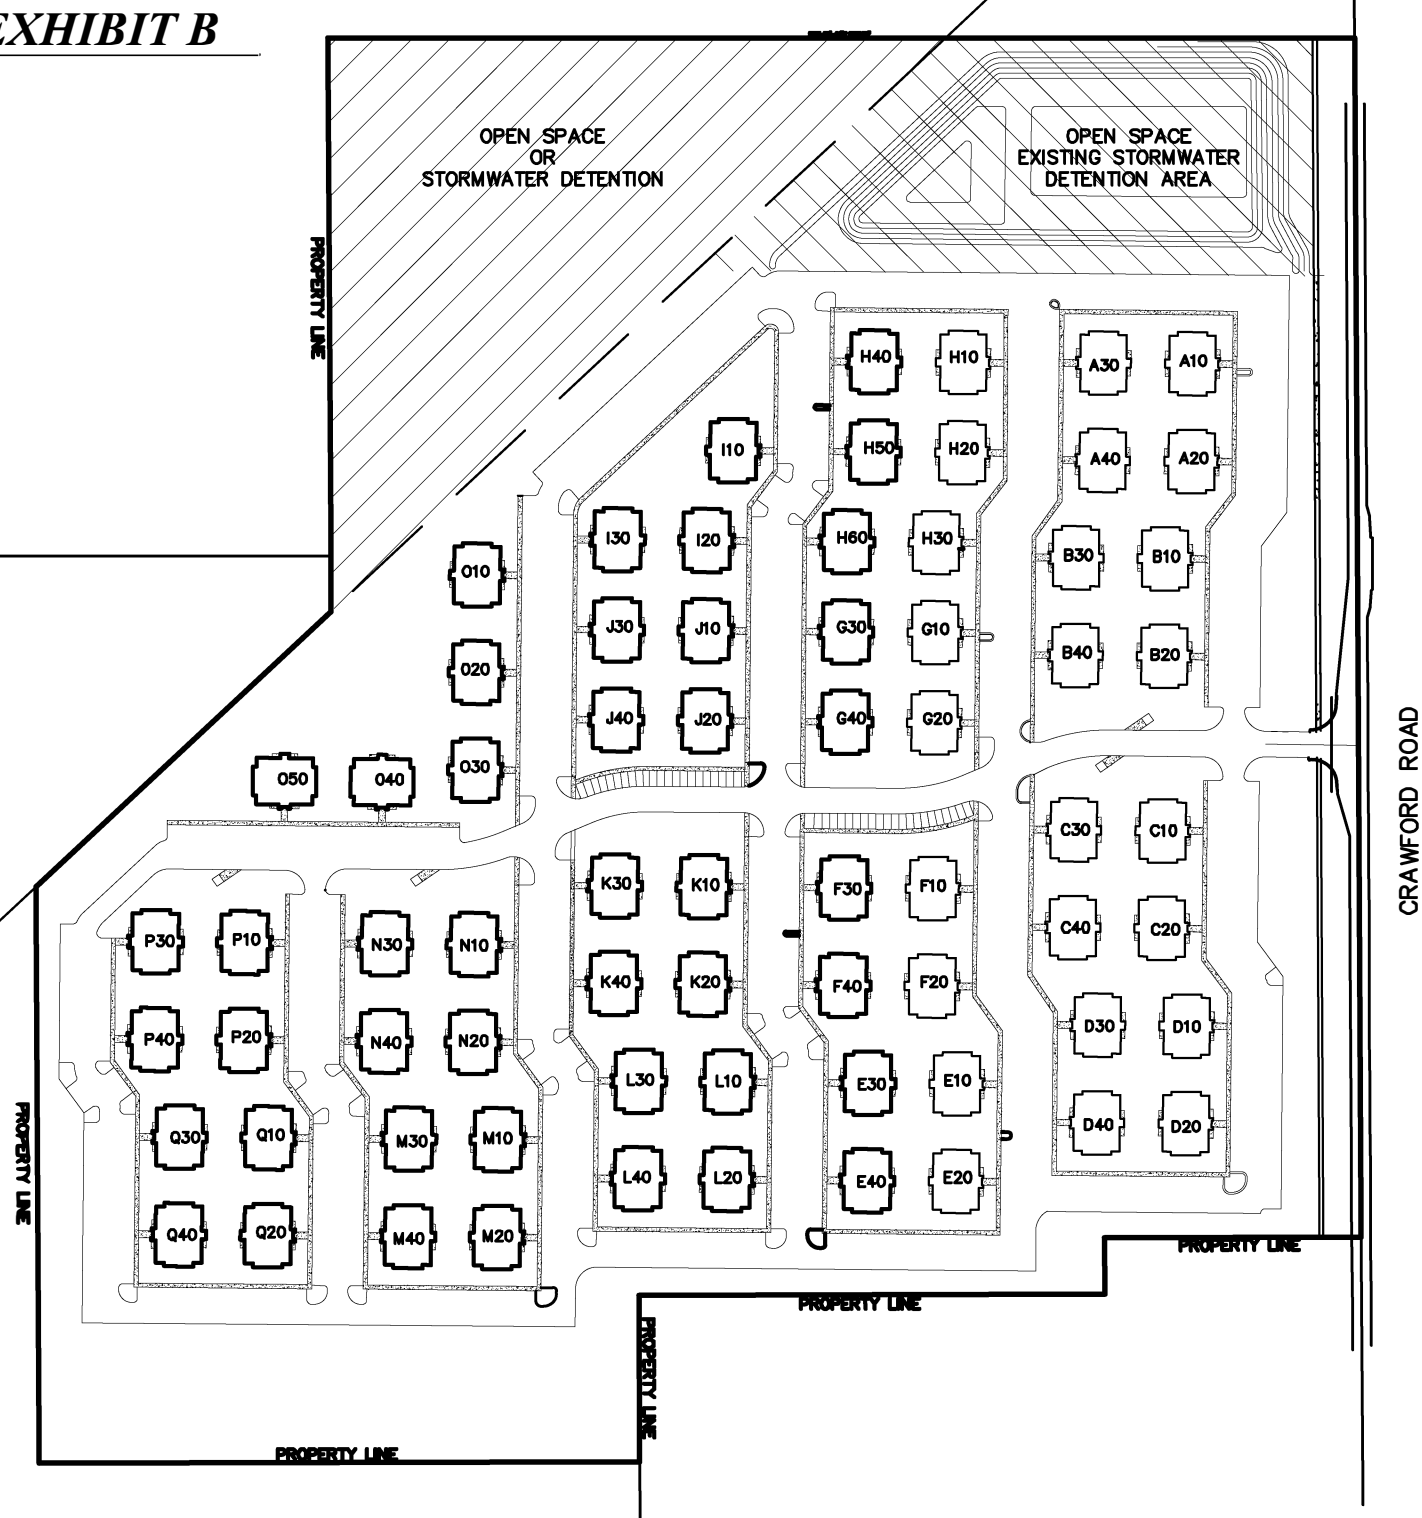 EXHIBIT B
OPEN SPACE
OR
STORMWATER DETENTION
OPEN SPACE
EXISTING STORMWATER
DETENTION AREA
PROPERTY LINE
H40
H10
A30
A10
I10
H50
H20
A40
A20
I30
I20
H60
H30
B30
B10
O10
J30
J10
G30
G10
B40
B20
O20
J40
J20
G40
G20
O50
O40
O30
CRAWFORD ROAD
C30
C10
K30
K10
F30
F10
P30
P10
N30
N10
C40
C20
K40
K20
F40
F20
P40
P20
N40
N20
D30
D10
L30
L10
E30
E10
Q30
Q10
M30
M10
D40
D20
L40
L20
E40
E20
Q40
Q20
M40
M20
PROPERTY LINE
PROPERTY LINE
PROPERTY LINE
PROPERTY LINE
PROPERTY LINE